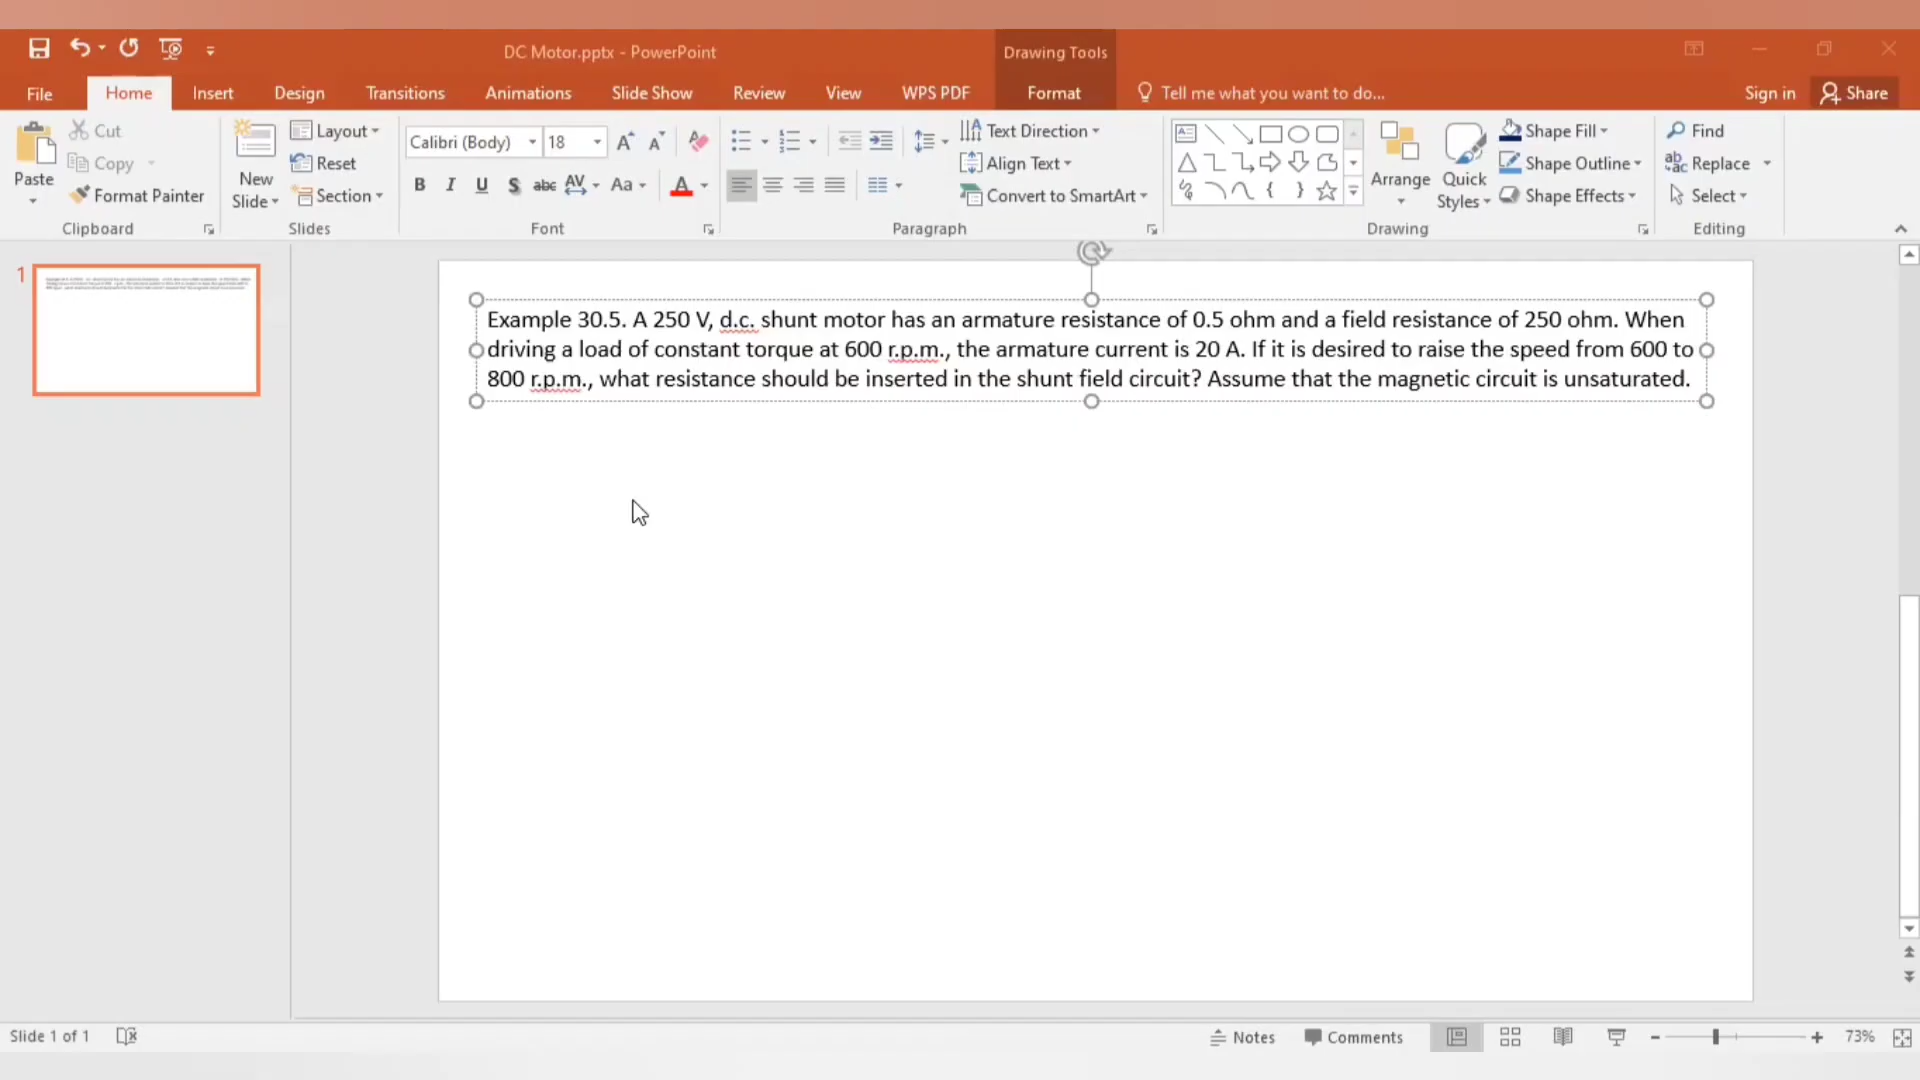 DC Motor.pptx - PowerPoint
Drawing Tools
File Home Insert Design Transitions Animations Slide Show Review View WPS PDF Format Tell me what you want to do... Sign in Share
Paste
Cut
Copy
Format Painter
Clipboard
New Slide
Layout
Reset
Section
Slides
Calibri (Body) 18
B I U S abc AV Aa A
Font
Text Direction
Align Text
Convert to SmartArt
Paragraph
Arrange
Quick Styles
Shape Fill
Shape Outline
Shape Effects
Drawing
Find
Replace
Select
Editing
1
Example 30.5. A 250 V, d.c. shunt motor has an armature resistance of 0.5 ohm and a field resistance of 250 ohm. When
driving a load of constant torque at 600 r.p.m., the armature current is 20 A. If it is desired to raise the speed from 600 to
800 r.p.m., what resistance should be inserted in the shunt field circuit? Assume that the magnetic circuit is unsaturated.
Slide 1 of 1
Notes Comments 73%